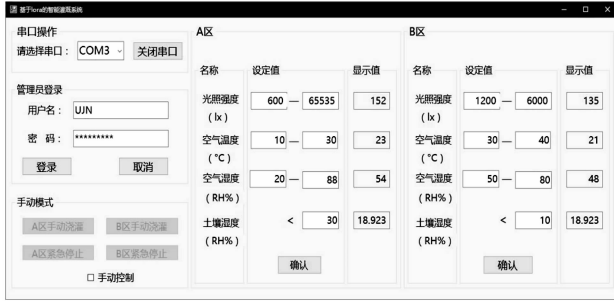 基于lora的智能灌溉系统
串口操作
请选择串口： COM3 关闭串口
管理员登录
用户名： UJN
密 码： *********
登录 取消
手动模式
A区手动浇灌 B区手动浇灌
A区紧急停止 B区紧急停止
手动控制
A区
名称 设定值 显示值
光照强度 600 — 65535 152
（lx）
空气温度 10 — 30 23
（°C）
空气湿度 20 — 88 54
（RH%）
土壤湿度 < 30 18.923
（RH%）
确认
B区
名称 设定值 显示值
光照强度 1200 — 6000 135
（lx）
空气温度 30 — 40 21
（°C）
空气湿度 50 — 80 48
（RH%）
土壤湿度 < 10 18.923
（RH%）
确认